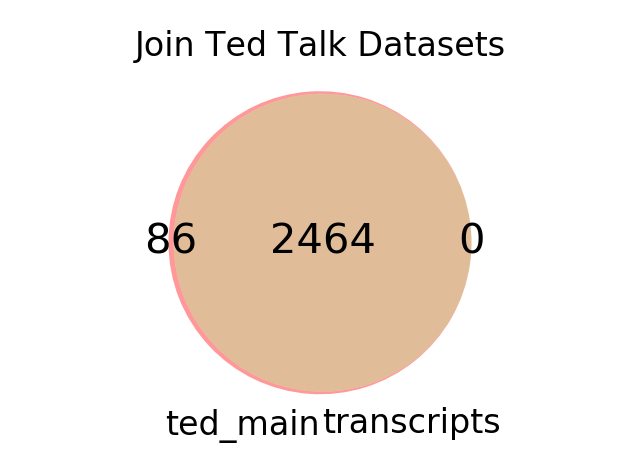 Join Ted Talk Datasets
86 2464 0
ted_main transcripts